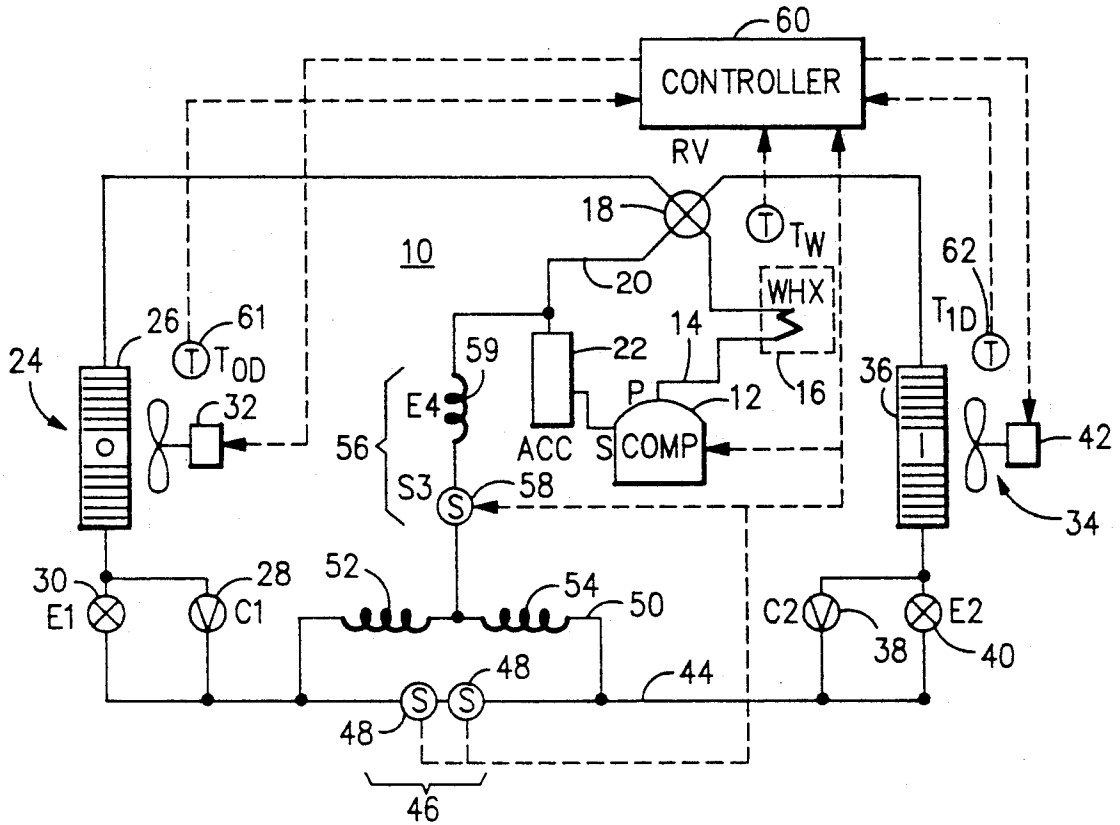 60
CONTROLLER
RV
18
T
TW
62
10
20
WHX
T1D
26
61
T
T0D
59
22
14
16
T
24
32
E4
P
12
36
42
56
ACC
S
COMP
O
I
S3
58
S
34
30
28
52
54
50
E1
C1
C2
E2
38
40
48
44
S
S
48
46